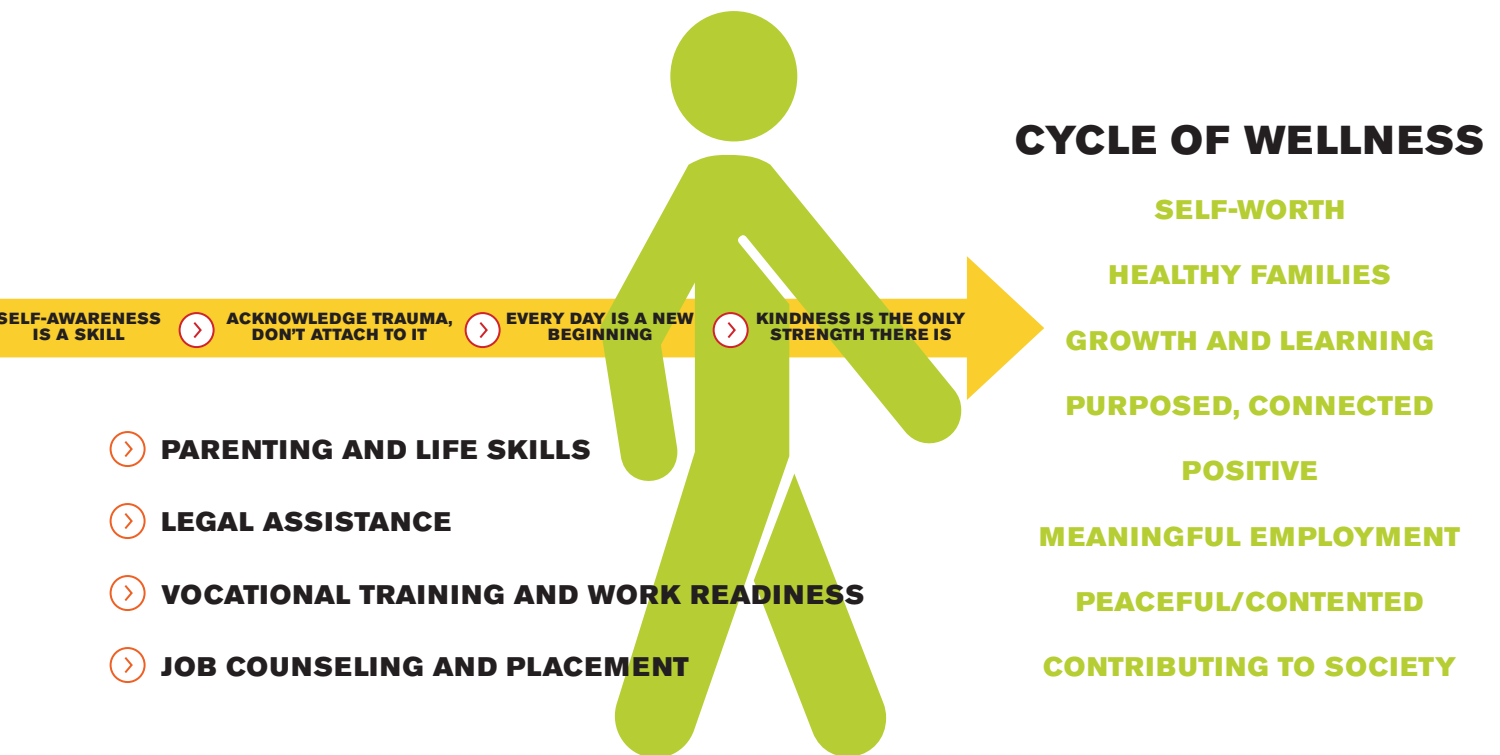 SELF-AWARENESS
IS A SKILL
ACKNOWLEDGE TRAUMA,
DON'T ATTACH TO IT
EVERY DAY IS A NEW
BEGINNING
KINDNESS IS THE ONLY
STRENGTH THERE IS
PARENTING AND LIFE SKILLS
LEGAL ASSISTANCE
VOCATIONAL TRAINING AND WORK READINESS
JOB COUNSELING AND PLACEMENT
CYCLE OF WELLNESS
SELF-WORTH
HEALTHY FAMILIES
GROWTH AND LEARNING
PURPOSED, CONNECTED
POSITIVE
MEANINGFUL EMPLOYMENT
PEACEFUL/CONTENTED
CONTRIBUTING TO SOCIETY